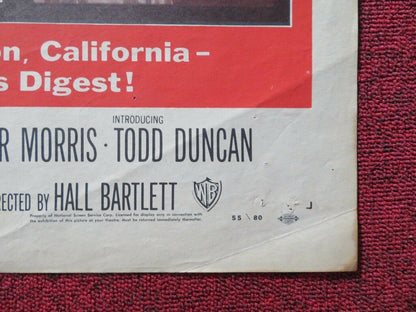 on, California –
s Digest!
INTRODUCING
R MORRIS · TODD DUNCAN
RECTED BY HALL BARTLETT WB
Property of National Screen Service Corp. Licensed for display only in connection with
the exhibition of this picture at your theatre. Must be returned immediately thereafter.
55 / 80